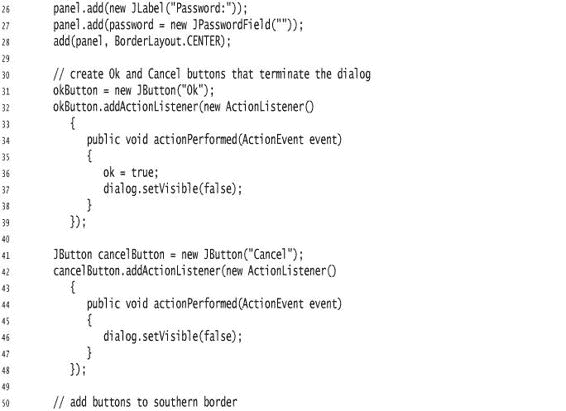 26 panel.add(new JLabel("Password:"));
27 panel.add(password = new JPasswordField(""));
28 add(panel, BorderLayout.CENTER);
29
30 // create Ok and Cancel buttons that terminate the dialog
31 okButton = new JButton("Ok");
32 okButton.addActionListener(new ActionListener()
33 {
34 public void actionPerformed(ActionEvent event)
35 {
36 ok = true;
37 dialog.setVisible(false);
38 }
39 });
40
41 JButton cancelButton = new JButton("Cancel");
42 cancelButton.addActionListener(new ActionListener()
43 {
44 public void actionPerformed(ActionEvent event)
45 {
46 dialog.setVisible(false);
47 }
48 });
49
50 // add buttons to southern border